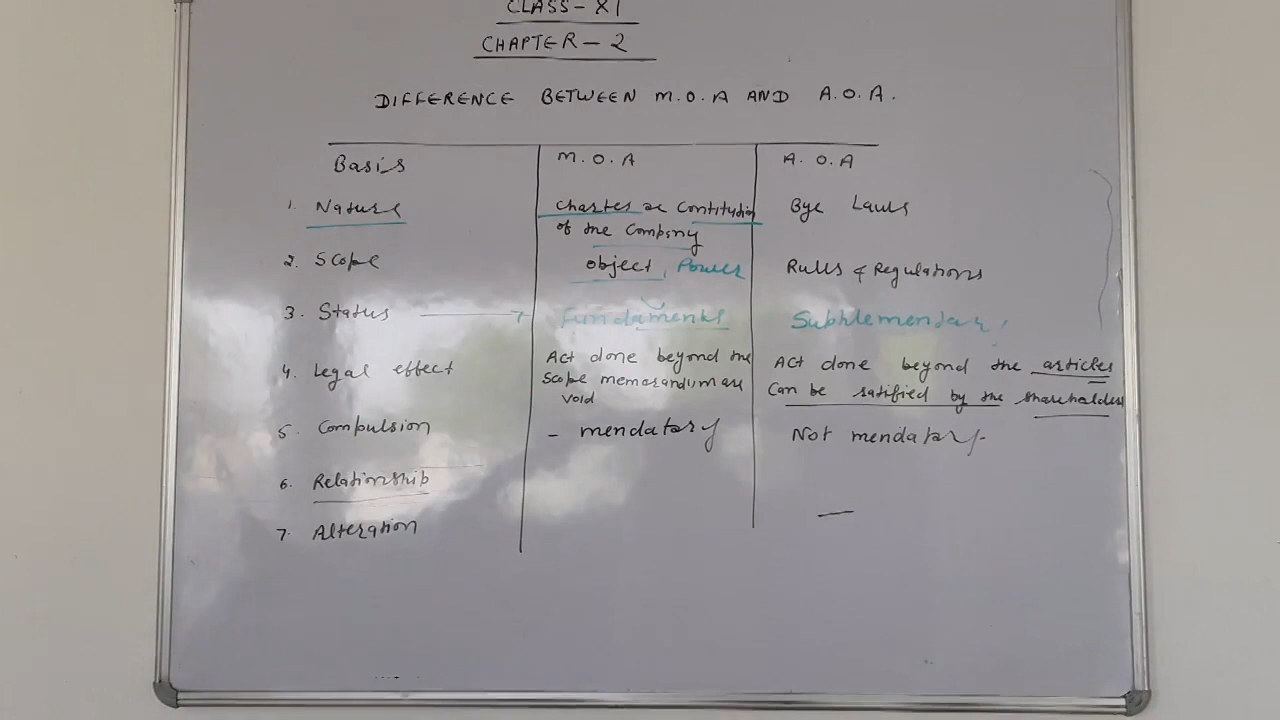 CLASS-XI
CHAPTER-2
DIFFERENCE BETWEEN M.O.A AND A.O.A.
Basis M.O.A A.O.A
1. Nature Charter or Contitution Bye Laws
of the Company
2. Scope object, Power Rules & Regulations
3. Status Fundaments Subhlementar
4. Legal effect Act done beyond the Act done beyond the articles
Scope memorandum are Can be ratified by the shareholders
void
5. Compulsion - mendatory Not mendatory.
6. Relationship
7. Alteration